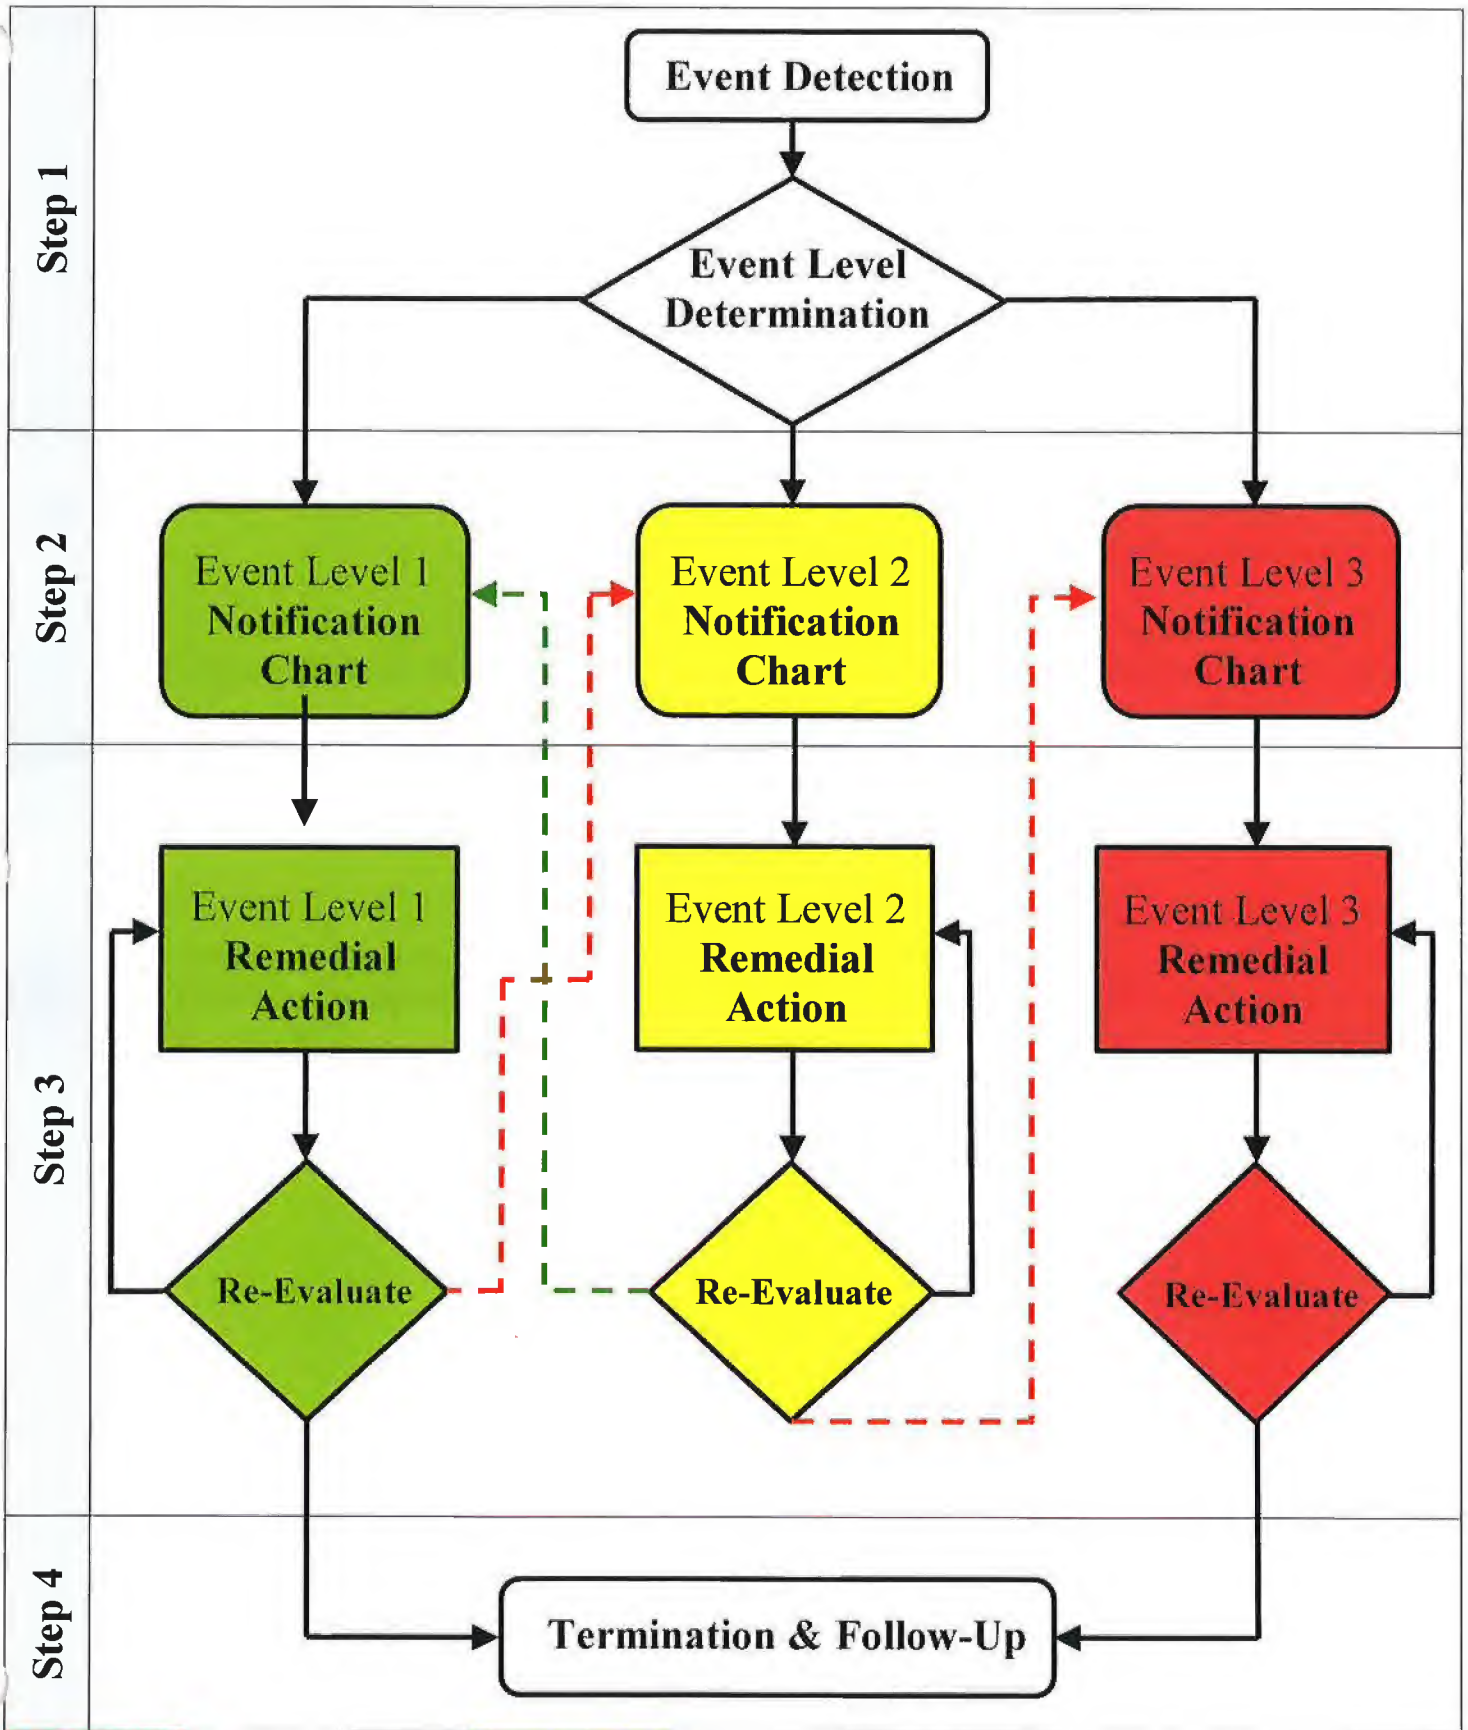 Step 1
Event Detection
Event Level
Determination
Step 2
Event Level 1
Notification
Chart
Event Level 2
Notification
Chart
Event Level 3
Notification
Chart
Step 3
Event Level 1
Remedial
Action
Event Level 2
Remedial
Action
Event Level 3
Remedial
Action
Re-Evaluate
Re-Evaluate
Re-Evaluate
Step 4
Termination & Follow-Up